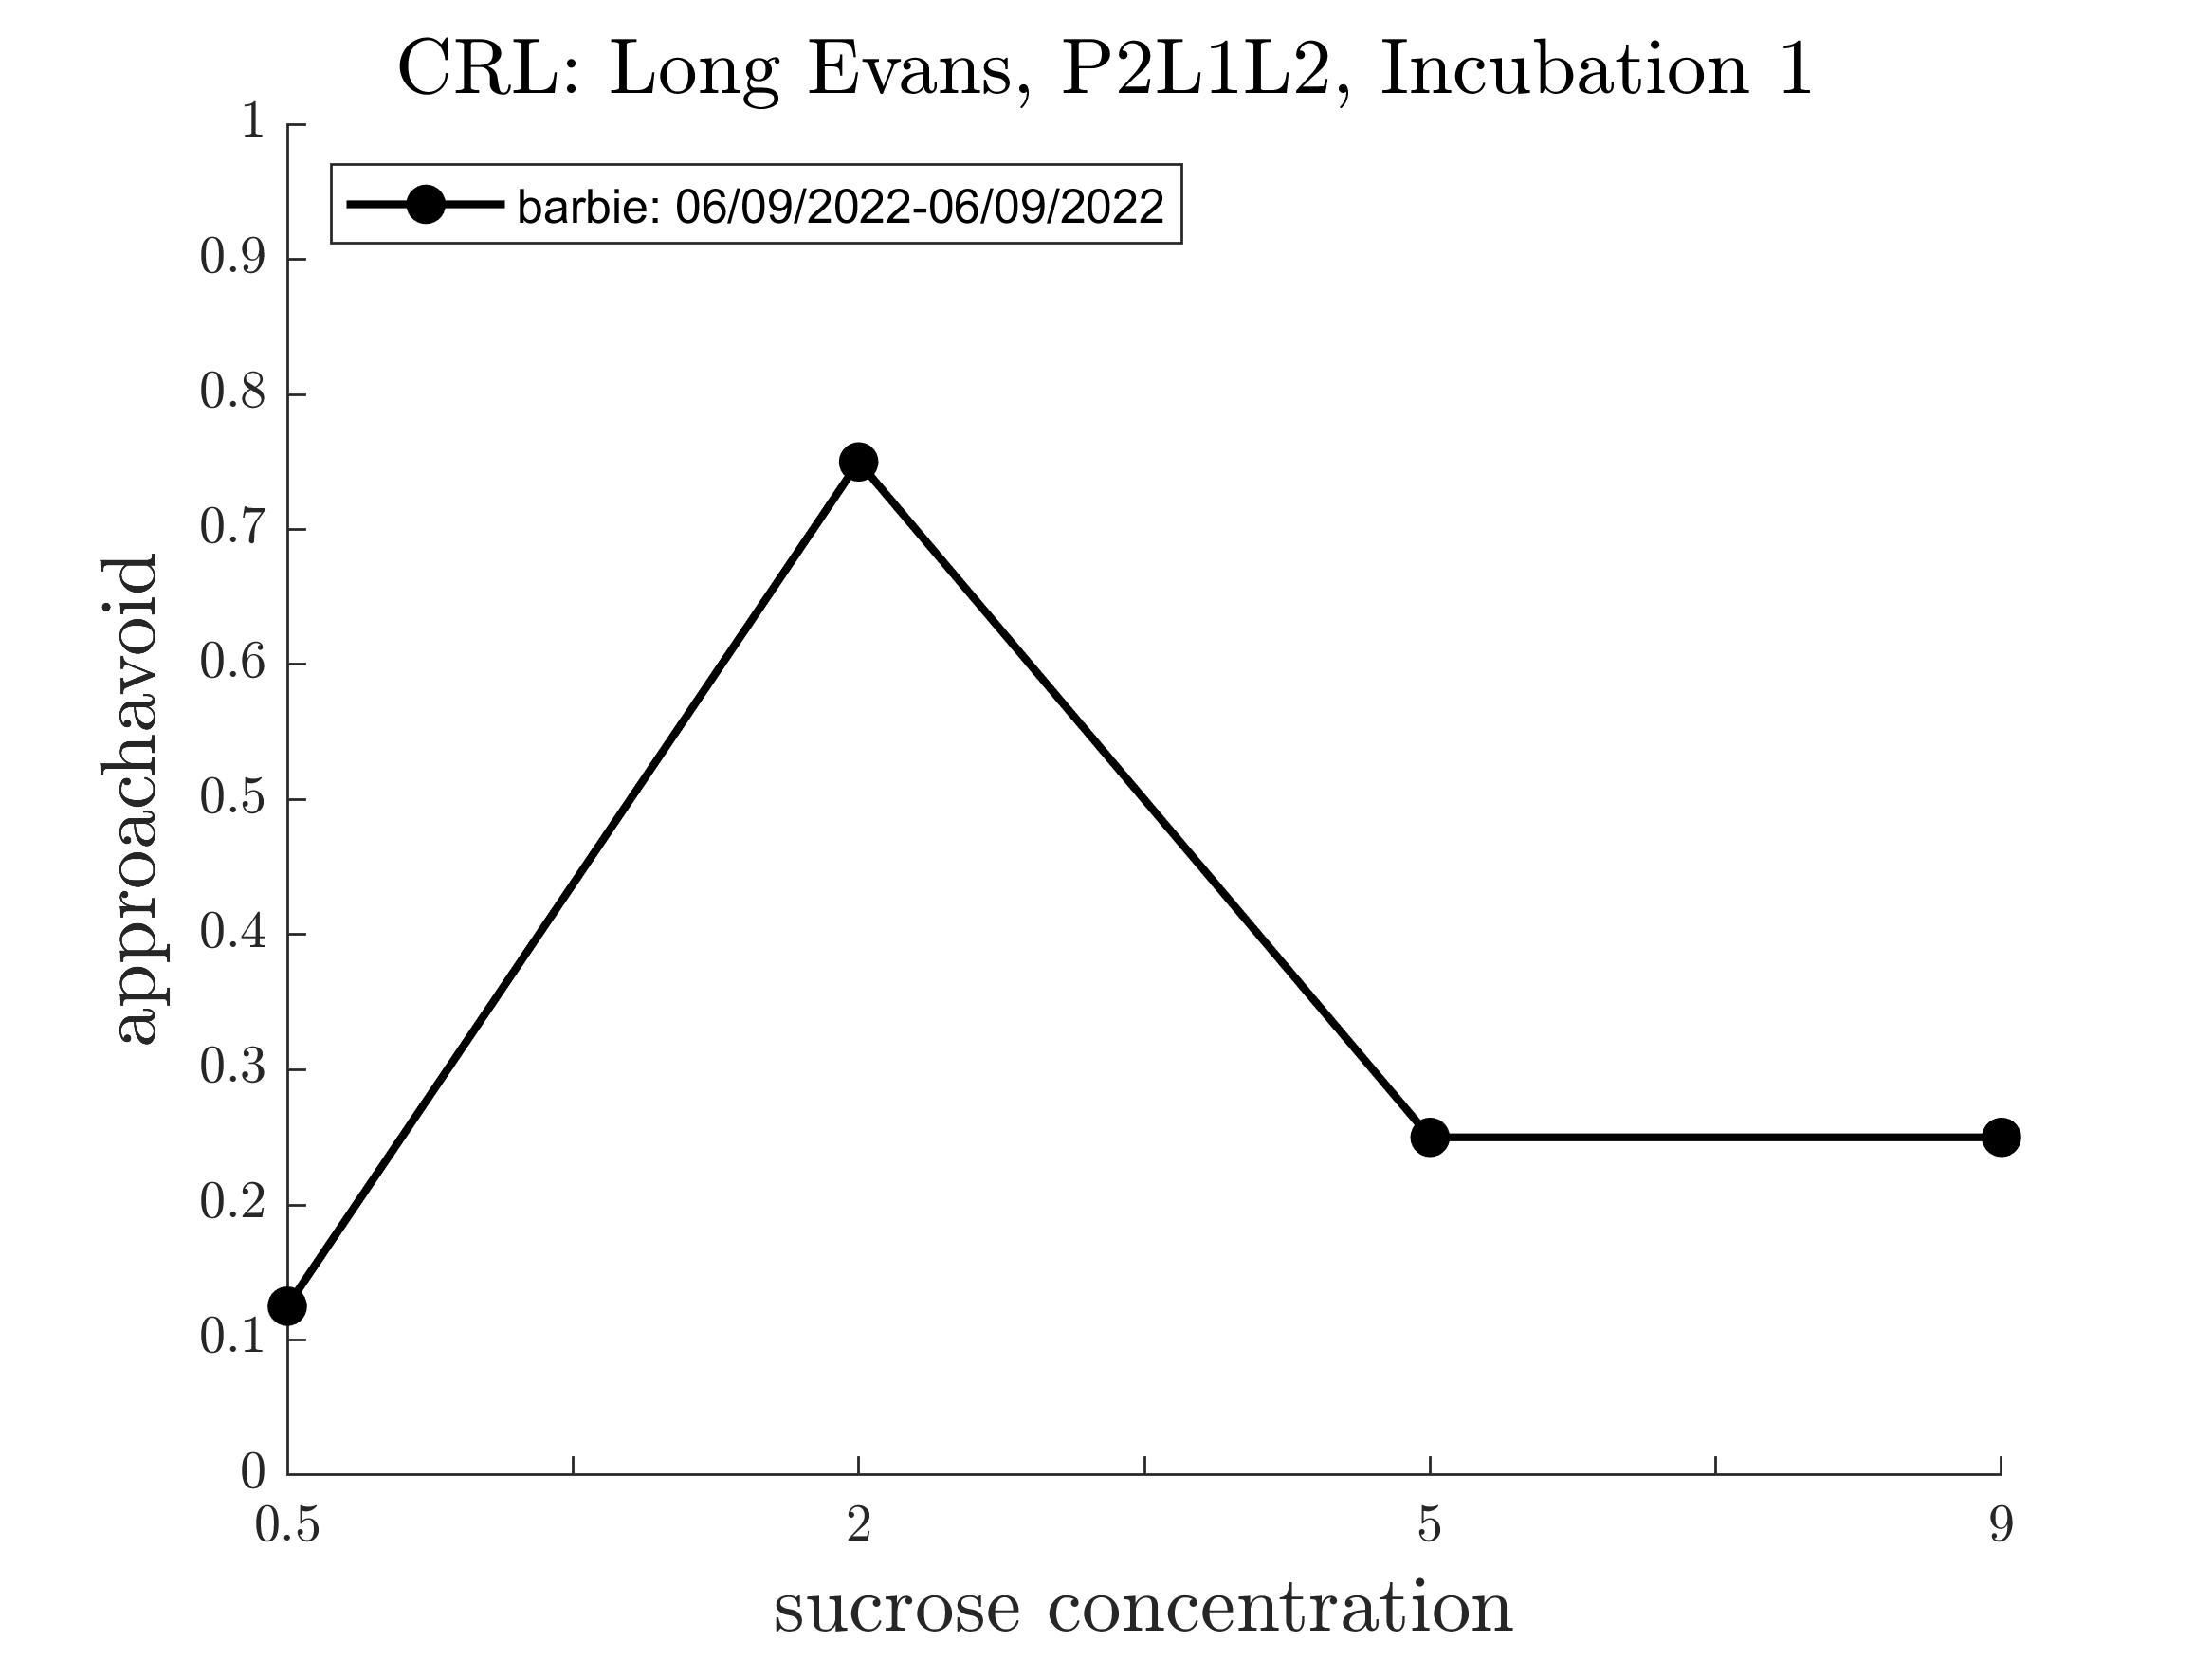 CRL: Long Evans, P2L1L2, Incubation 1
barbie: 06/09/2022-06/09/2022
approachavoid
1
0.9
0.8
0.7
0.6
0.5
0.4
0.3
0.2
0.1
0
0.5 2 5 9
sucrose concentration